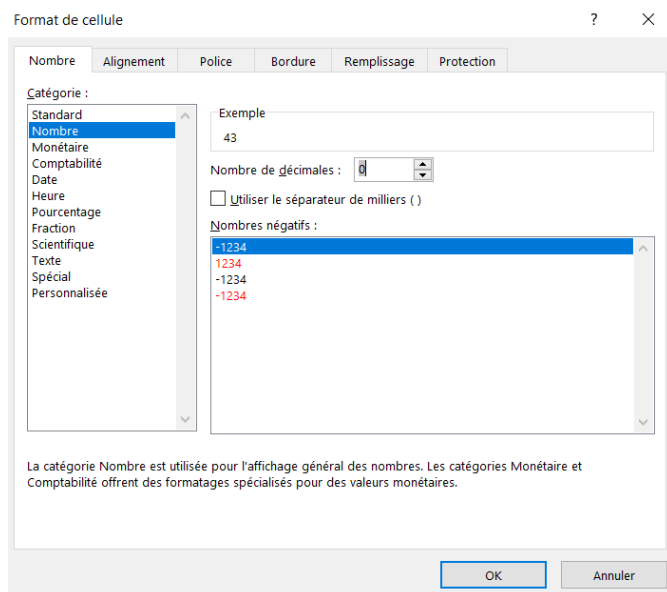 Format de cellule
Nombre Alignement Police Bordure Remplissage Protection
Catégorie :
Standard
Nombre
Monétaire
Comptabilité
Date
Heure
Pourcentage
Fraction
Scientifique
Texte
Spécial
Personnalisée
Exemple
43
Nombre de décimales : 0
Utiliser le séparateur de milliers ( )
Nombres négatifs :
-1234
1234
-1234
-1234
La catégorie Nombre est utilisée pour l'affichage général des nombres. Les catégories Monétaire et
Comptabilité offrent des formatages spécialisés pour des valeurs monétaires.
OK Annuler